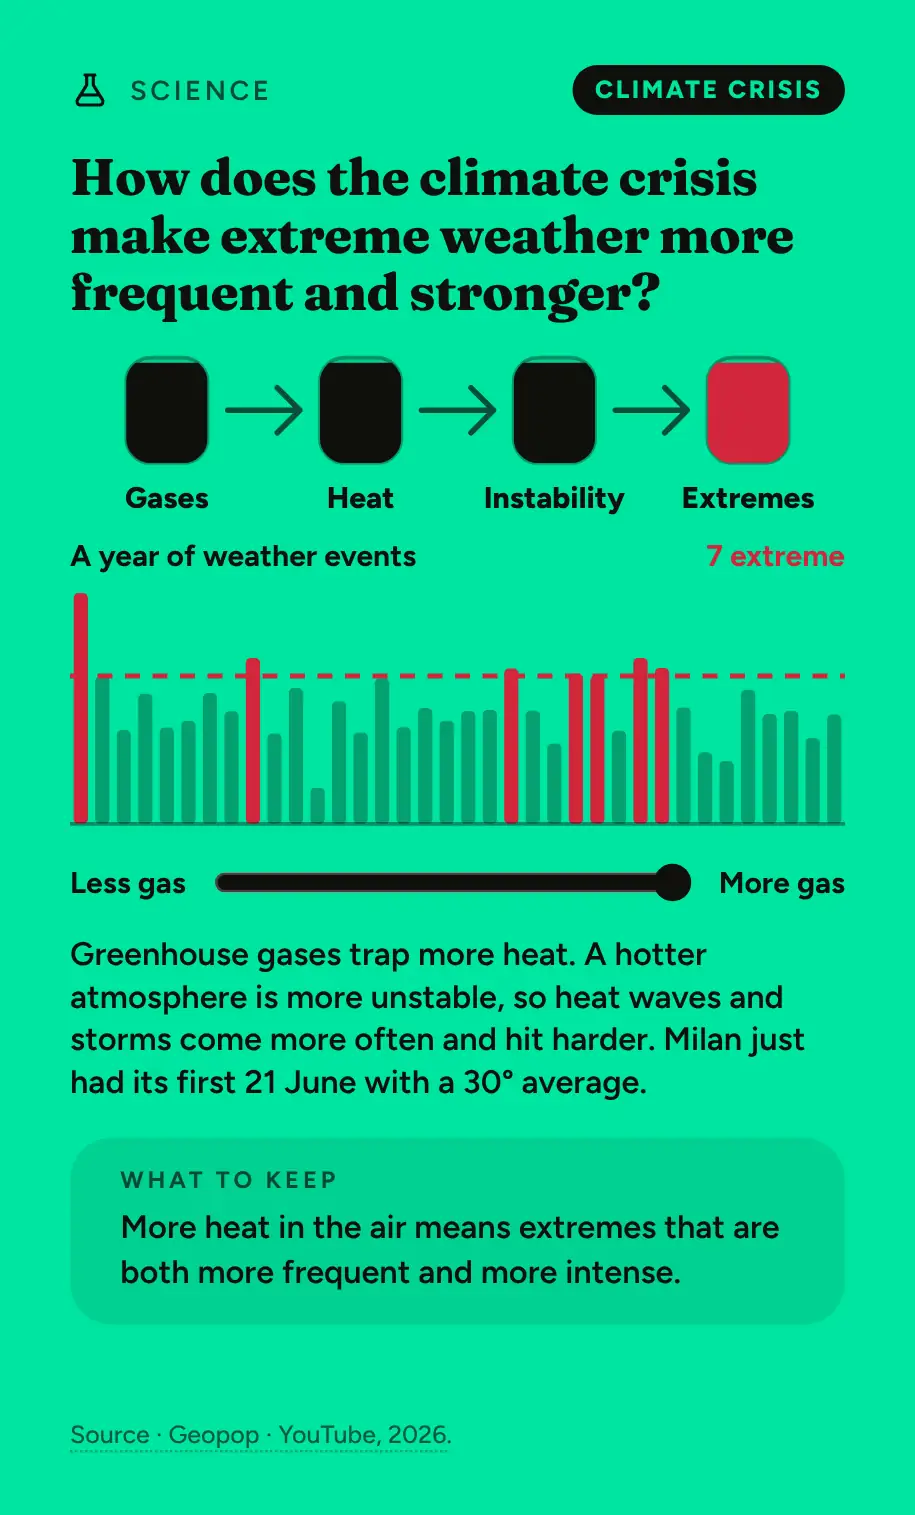 SCIENCE
CLIMATE CRISIS
How does the climate crisis
make extreme weather more
frequent and stronger?
Gases
Heat
Instability
Extremes
A year of weather events
7 extreme
Less gas
More gas
Greenhouse gases trap more heat. A hotter
atmosphere is more unstable, so heat waves and
storms come more often and hit harder. Milan just
had its first 21 June with a 30° average.
WHAT TO KEEP
More heat in the air means extremes that are
both more frequent and more intense.
Source · Geopop · YouTube, 2026.